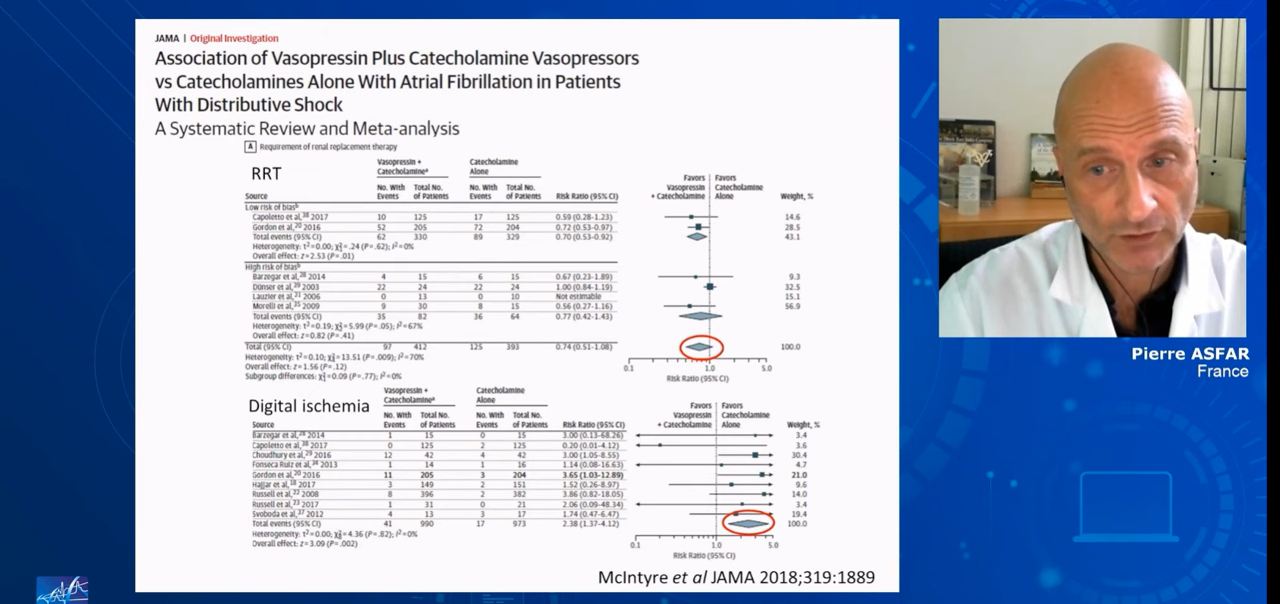 JAMA | Original Investigation
Association of Vasopressin Plus Catecholamine Vasopressors
vs Catecholamines Alone With Atrial Fibrillation in Patients
With Distributive Shock
A Systematic Review and Meta-analysis
A Requirement of renal replacement therapy
RRT
Vasopressin + Catecholamineᵃ Catecholamine Alone
Favors Vasopressin + Catecholamine Favors Catecholamine Alone
Source No. With Events Total No. of Patients No. With Events Total No. of Patients Risk Ratio (95% CI) Weight, %
Low risk of biasᵇ
Capoletto et al,³⁸ 2017 10 125 17 125 0.59 (0.28-1.23) 14.6
Gordon et al,²⁰ 2016 52 205 72 204 0.72 (0.53-0.97) 28.5
Total events (95% CI) 62 330 89 329 0.70 (0.53-0.92) 43.1
Heterogeneity: τ²=0.00; χ²=.24 (P=.62); I²=0%
Overall effect: z=2.53 (P=.01)
High risk of biasᵇ
Barzegar et al,²⁸ 2014 4 15 6 15 0.67 (0.23-1.89) 9.3
Dünser et al,¹⁹ 2003 22 24 22 24 1.00 (0.84-1.19) 32.5
Lauzier et al,²¹ 2006 0 13 0 10 Not estimable 15.1
Morelli et al,³⁵ 2009 9 30 8 15 0.56 (0.27-1.16) 56.9
Total events (95% CI) 35 82 36 64 0.77 (0.42-1.43)
Heterogeneity: τ²=0.19; χ²=5.99 (P=.05); I²=67%
Overall effect: z=0.82 (P=.41)
Total (95% CI) 97 412 125 393 0.74 (0.51-1.08) 100.0
Heterogeneity: τ²=0.10; χ²=13.51 (P=.009); I²=70%
Overall effect: z=1.56 (P=.12)
Subgroup differences: χ²=0.09 (P=.77); I²=0%
0.1 1.0 5.0
Risk Ratio (95% CI)
Digital ischemia
Vasopressin + Catecholamineᵃ Catecholamine Alone
Favors Vasopressin + Catecholamine Favors Catecholamine Alone
Source No. With Events Total No. of Patients No. With Events Total No. of Patients Risk Ratio (95% CI) Weight, %
Barzegar et al,²⁸ 2014 1 15 0 15 3.00 (0.13-68.26) 3.4
Capoletto et al,³⁸ 2017 0 125 2 125 0.20 (0.01-4.12) 3.6
Choudhury et al,²⁹ 2016 12 42 4 42 3.00 (1.05-8.55) 30.4
Fonseca Ruiz et al,³⁴ 2013 1 14 1 16 1.14 (0.08-16.63) 4.7
Gordon et al,²⁰ 2016 11 205 3 204 3.65 (1.03-12.89) 21.0
Hajjar et al,¹⁸ 2017 3 149 2 151 1.52 (0.26-8.97) 9.6
Russell et al,²² 2008 8 396 2 382 3.86 (0.82-18.05) 14.0
Russell et al,²³ 2017 1 31 0 21 2.06 (0.09-48.34) 3.4
Svoboda et al,²⁷ 2012 4 13 3 17 1.74 (0.47-6.47) 19.4
Total events (95% CI) 41 990 17 973 2.38 (1.37-4.12) 100.0
Heterogeneity: τ²=0.00; χ²=4.36 (P=.82); I²=0%
Overall effect: z=3.09 (P=.002)
0.1 1.0 5.0
Risk Ratio (95% CI)
McIntyre et al JAMA 2018;319:1889
Pierre ASFAR
France